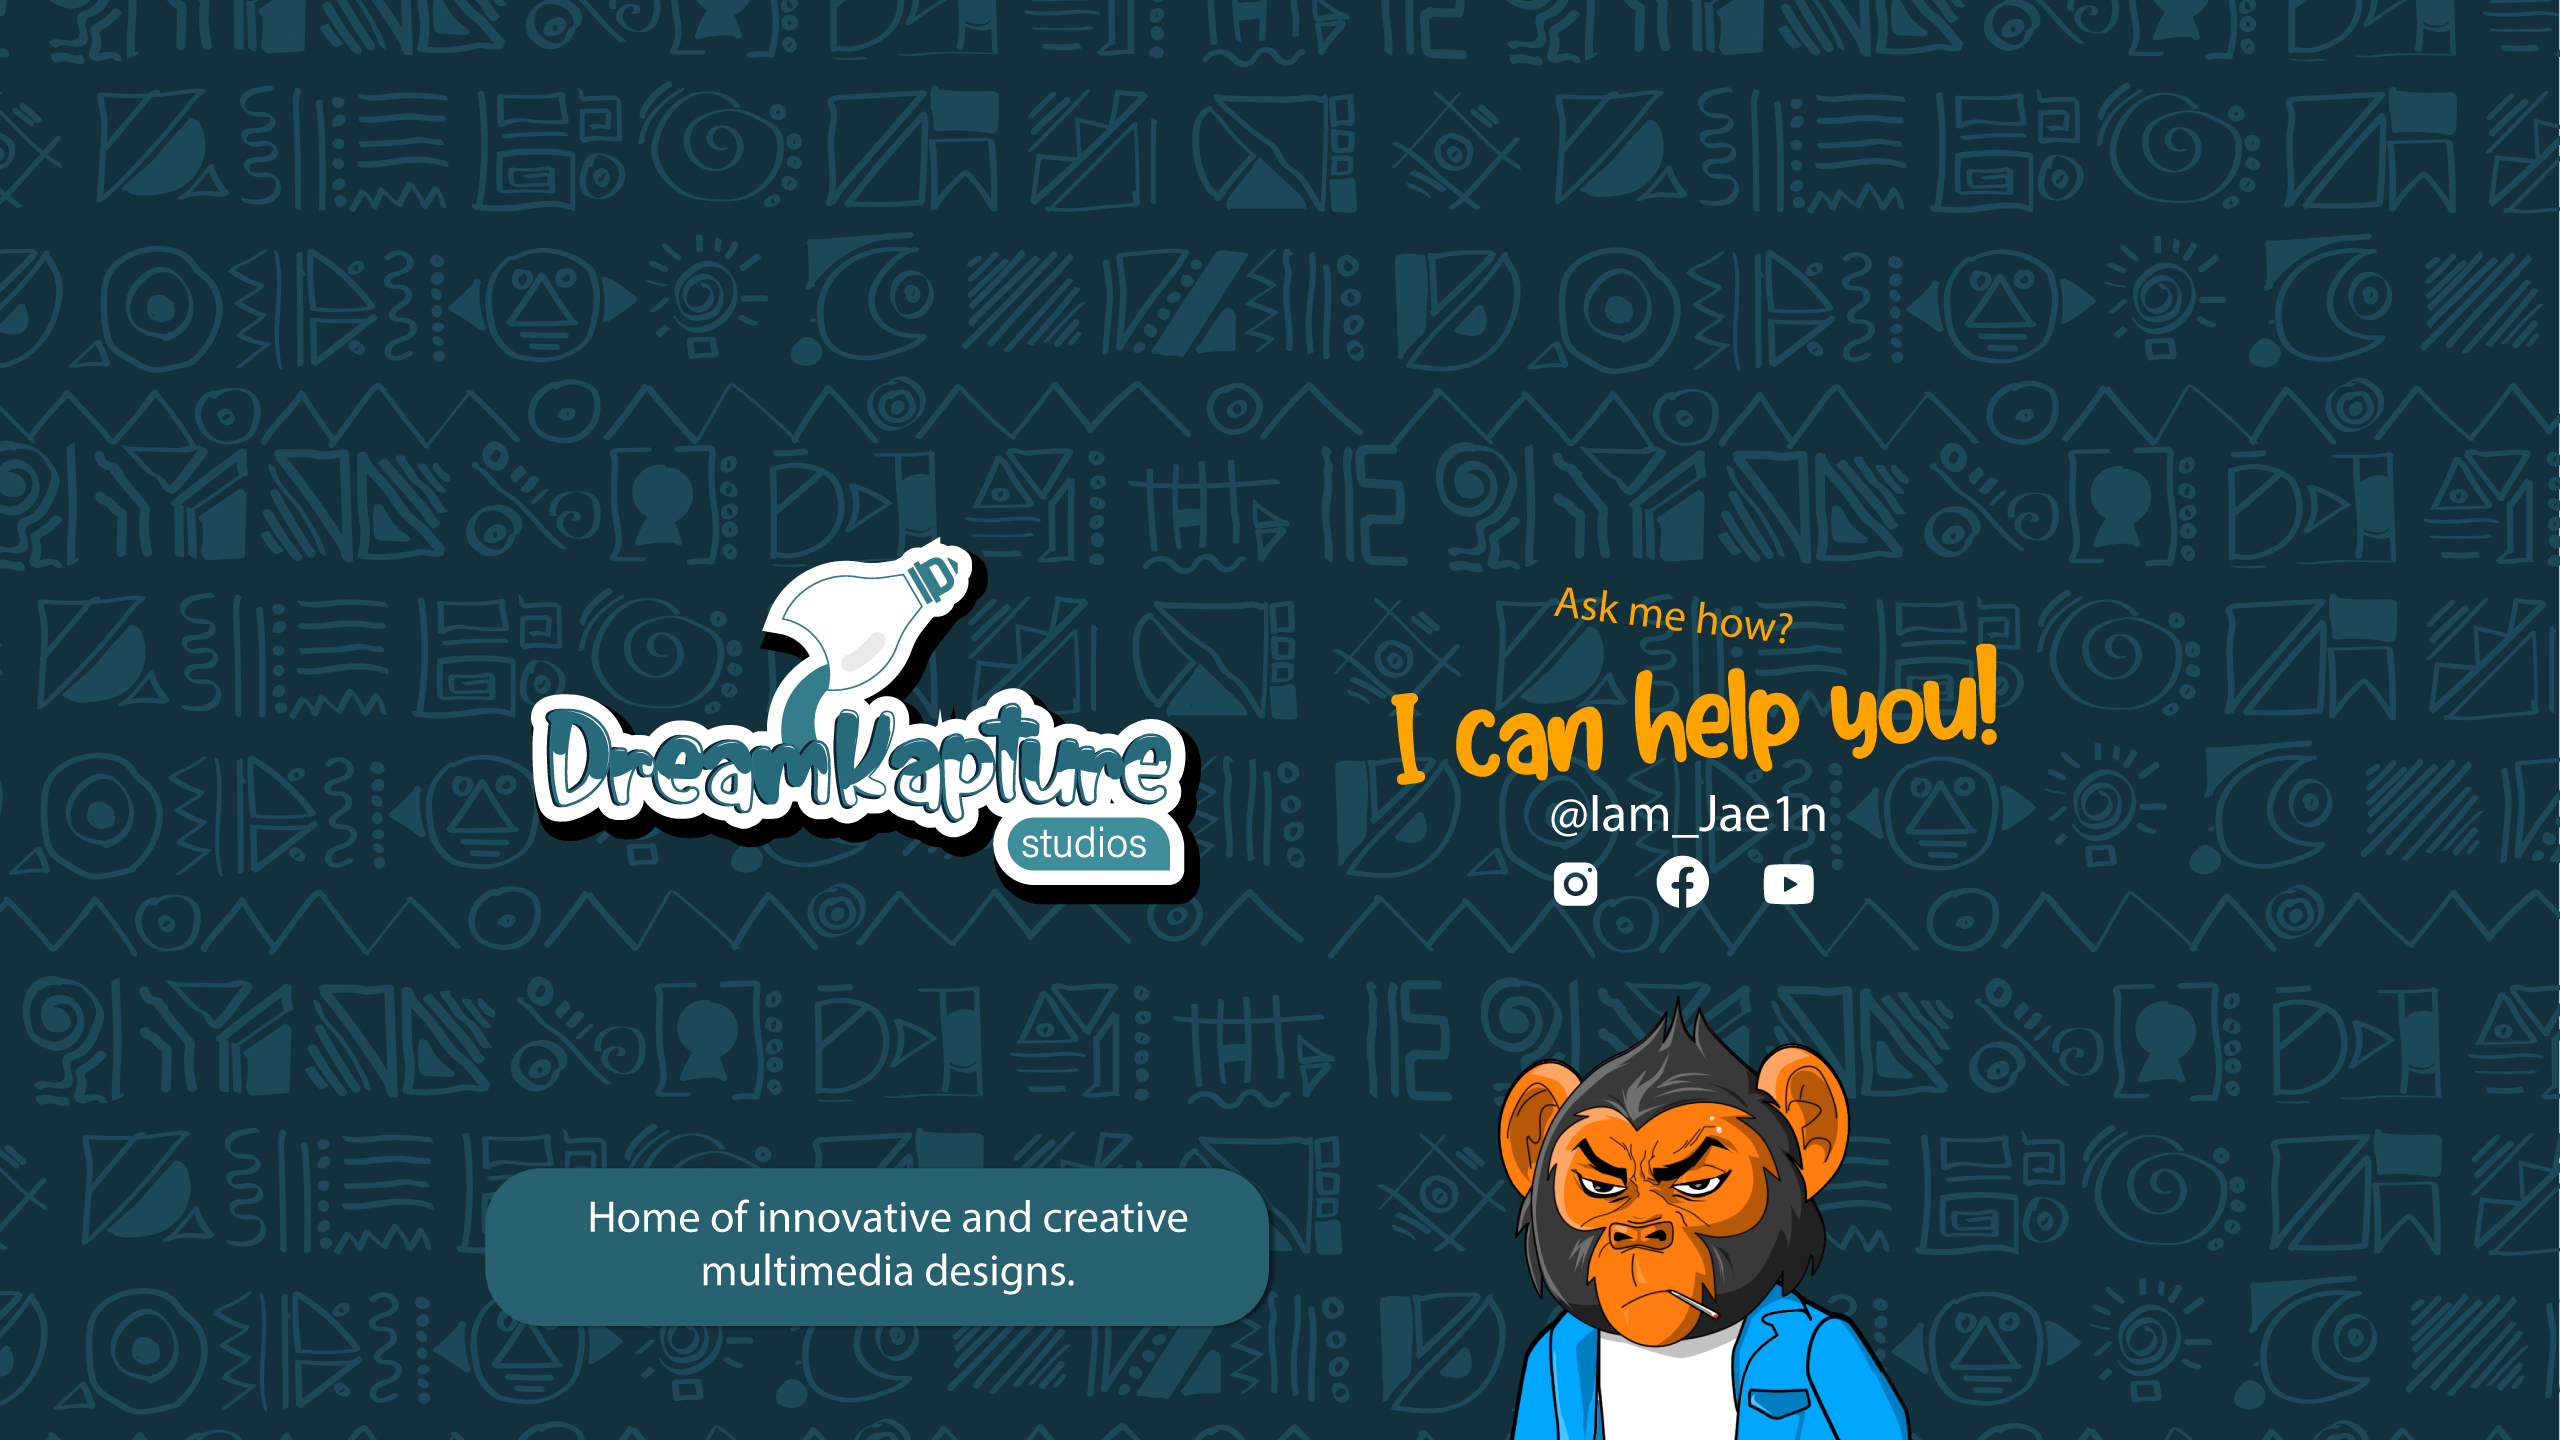 DreamKapture
studios
Ask me how?
I can help you!
@Iam_Jae1n
Home of innovative and creative
multimedia designs.